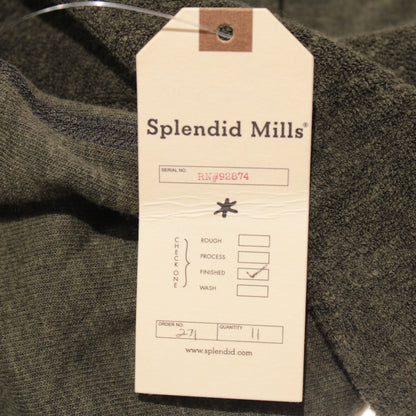 Splendid Mills®
SERIAL NO.
RN#92874
CHECK ONE
ROUGH
PROCESS
FINISHED ✓
WASH
ORDER NO. QUANTITY
271 11
www.splendid.com